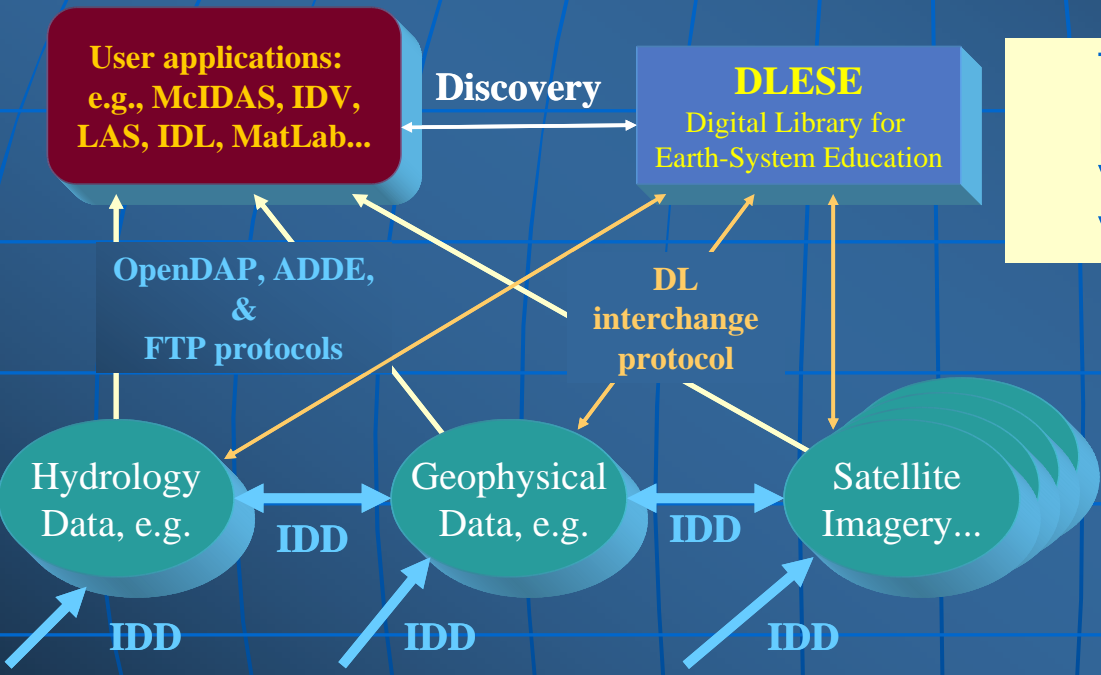 User applications:
e.g., McIDAS, IDV,
LAS, IDL, MatLab...
Discovery
DLESE
Digital Library for
Earth-System Education
OpenDAP, ADDE,
&
FTP protocols
DL
interchange
protocol
Hydrology
Data, e.g.
IDD
Geophysical
Data, e.g.
IDD
Satellite
Imagery...
IDD
IDD
IDD